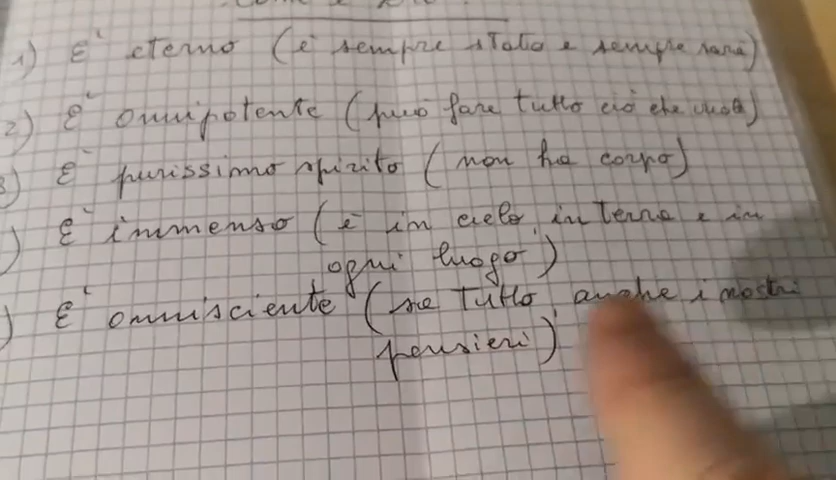 1) E' eterno (è sempre stato e sempre sarà)
2) E' onnipotente (può fare tutto ciò che vuole)
3) E' purissimo spirito (non ha corpo)
) E' immenso (è in cielo, in terra e in
ogni luogo)
) E' onnisciente (sa tutto, anche i nostri
pensieri)